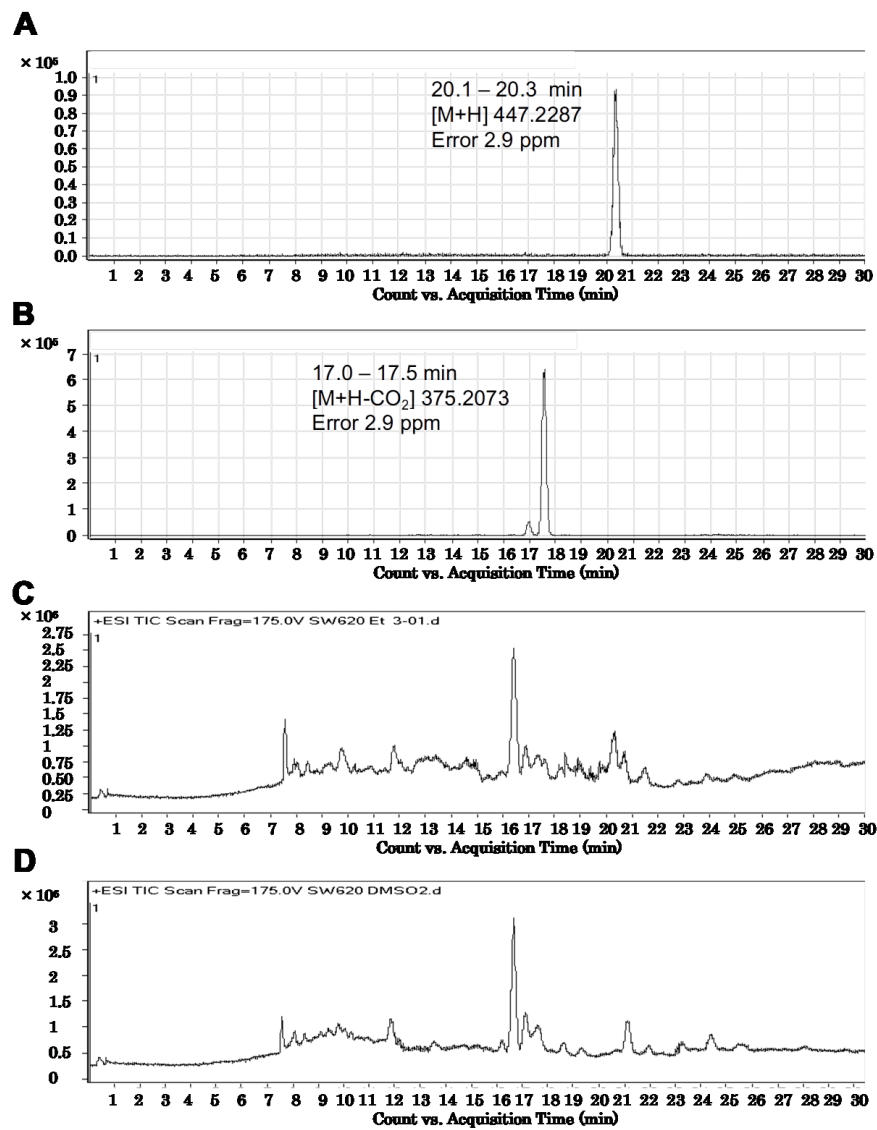 A
× 10⁶
1
1.0
0.9
0.8
0.7
0.6
0.5
0.4
0.3
0.2
0.1
0.0
20.1 – 20.3 min
[M+H] 447.2287
Error 2.9 ppm
1 2 3 4 5 6 7 8 9 10 11 12 13 14 15 16 17 18 19 20 21 22 23 24 25 26 27 28 29 30
Count vs. Acquisition Time (min)
B
× 10⁶
1
7
6
5
4
3
2
1
0
17.0 – 17.5 min
[M+H-CO₂] 375.2073
Error 2.9 ppm
1 2 3 4 5 6 7 8 9 10 11 12 13 14 15 16 17 18 19 20 21 22 23 24 25 26 27 28 29 30
Count vs. Acquisition Time (min)
C
× 10⁶
+ESI TIC Scan Frag=175.0V SW620 Et 3-01.d
1
2.75
2.5
2.25
2
1.75
1.5
1.25
1
0.75
0.50
0.25
0
1 2 3 4 5 6 7 8 9 10 11 12 13 14 15 16 17 18 19 20 21 22 23 24 25 26 27 28 29 30
Count vs. Acquisition Time (min)
D
× 10⁶
+ESI TIC Scan Frag=175.0V SW620 DMSO2.d
1
3
2.5
2
1.5
1
0.5
0
1 2 3 4 5 6 7 8 9 10 11 12 13 14 15 16 17 18 19 20 21 22 23 24 25 26 27 28 29 30
Count vs. Acquisition Time (min)